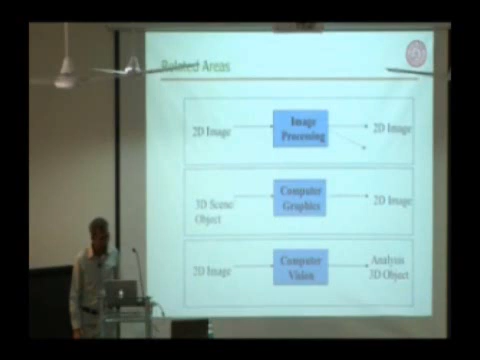 Related Areas
2D Image
Image
Processing
2D Image
3D Scene/
Object
Computer
Graphics
2D Image
2D Image
Computer
Vision
Analysis
3D Object